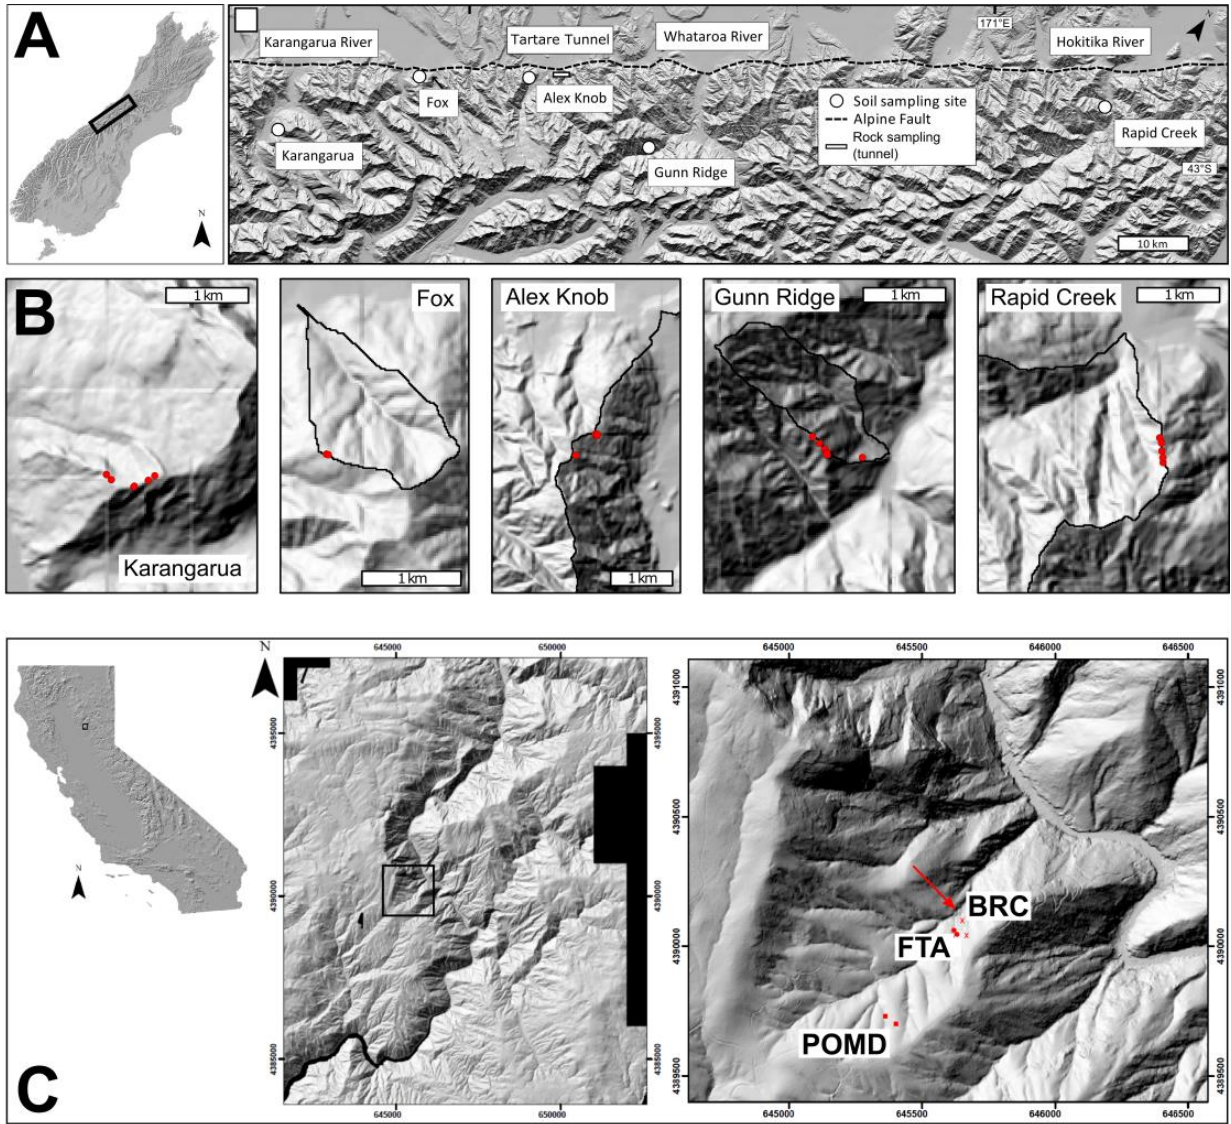 A
N
Karangarua River
Tartare Tunnel
Whataroa River
171°E
N
Hokitika River
Fox
Alex Knob
Karangarua
Gunn Ridge
Soil sampling site
Alpine Fault
Rock sampling
(tunnel)
Rapid Creek
43°S
10 km
B
1 km
Karangarua
Fox
1 km
Alex Knob
1 km
Gunn Ridge
1 km
Rapid Creek
1 km
C
N
N
645000
650000
4395000
4390000
4385000
4395000
4390000
4385000
645000
650000
645000
645500
646000
646500
4391000
4390500
4390000
4389500
4391000
4390500
4390000
4389500
BRC
FTA
POMD
645000
645500
646000
646500